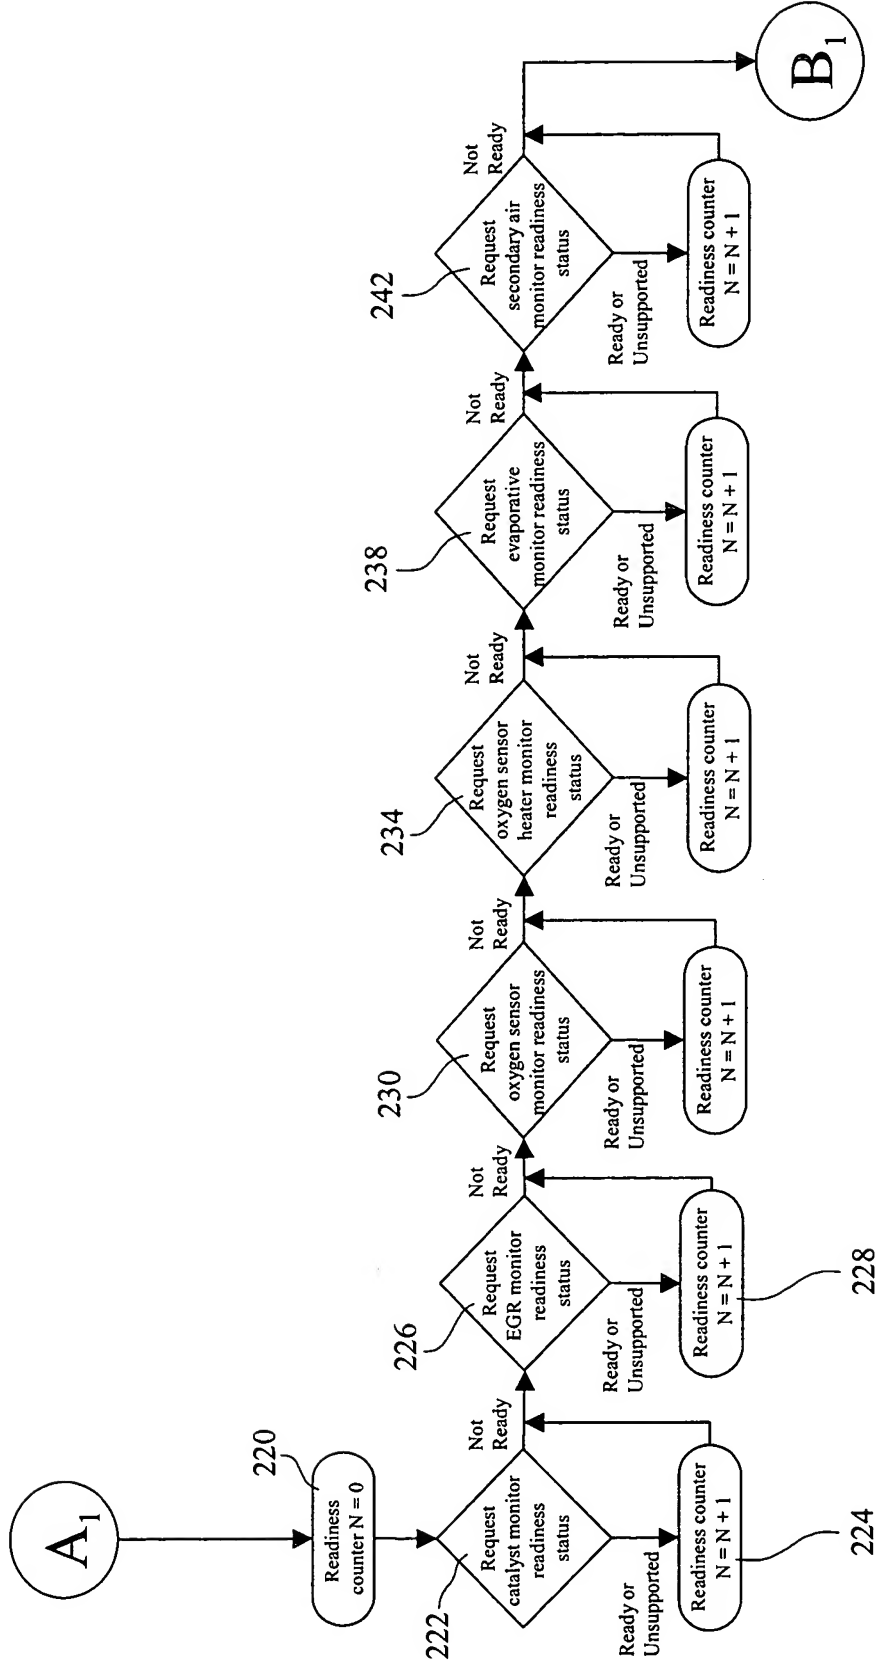 A1
220
Readiness
counter N = 0
222
Request
catalyst monitor
readiness
status
Not
Ready
Ready or
Unsupported
Readiness counter
N = N + 1
224
226
Request
EGR monitor
readiness
status
Not
Ready
Ready or
Unsupported
Readiness counter
N = N + 1
228
230
Request
oxygen sensor
monitor readiness
status
Not
Ready
Ready or
Unsupported
Readiness counter
N = N + 1
234
Request
oxygen sensor
heater monitor
readiness
status
Not
Ready
Ready or
Unsupported
Readiness counter
N = N + 1
238
Request
evaporative
monitor readiness
status
Not
Ready
Ready or
Unsupported
Readiness counter
N = N + 1
242
Request
secondary air
monitor readiness
status
Not
Ready
Ready or
Unsupported
Readiness counter
N = N + 1
B1